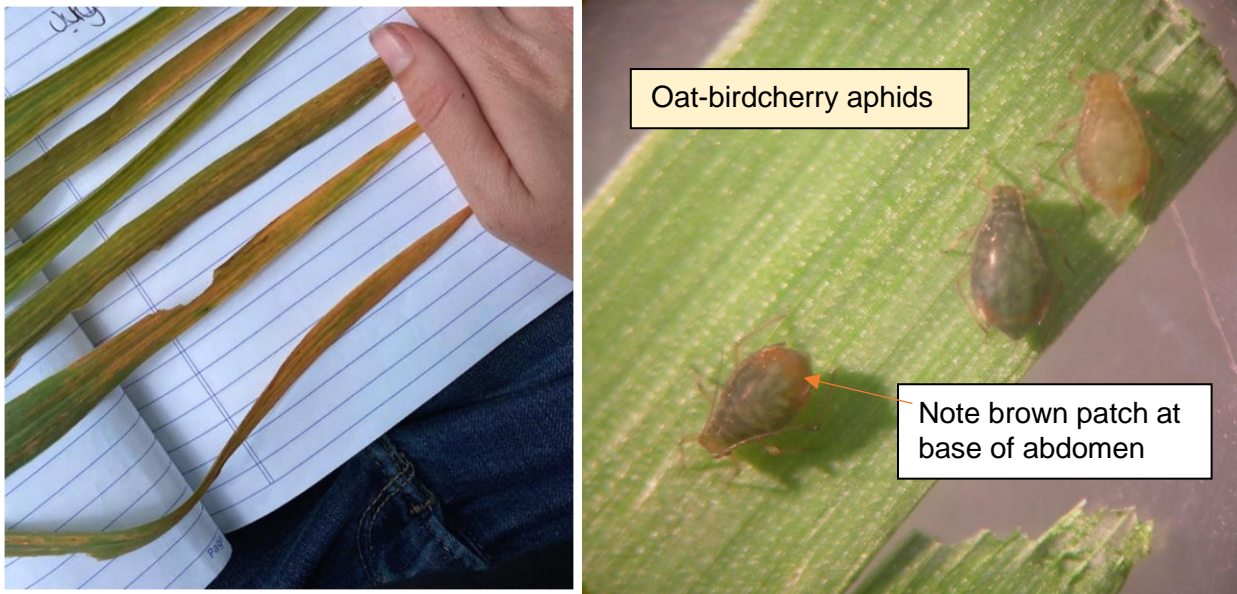 Oat-birdcherry aphids
Note brown patch at
base of abdomen